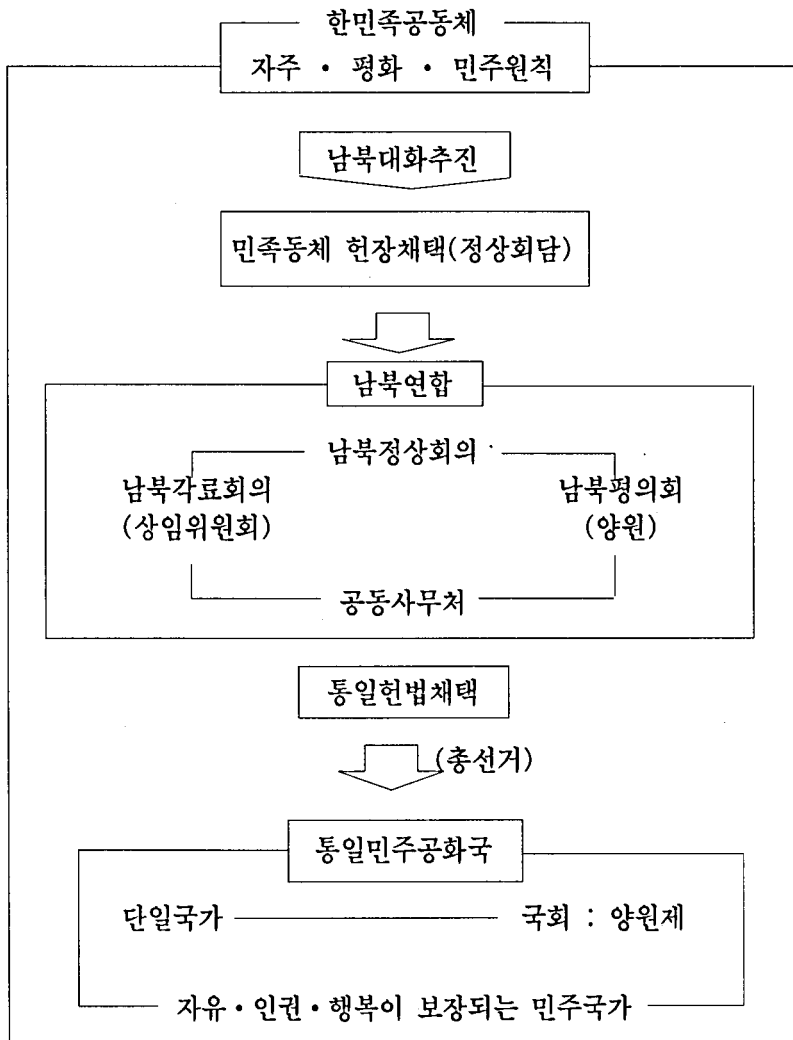 한민족공동체
자주 · 평화 · 민주원칙
남북대화추진
민족동체 헌장채택(정상회담)
남북연합
남북정상회의
남북각료회의 남북평의회
(상임위원회) (양원)
공동사무처
통일헌법채택
(총선거)
통일민주공화국
단일국가 국회 : 양원제
자유·인권·행복이 보장되는 민주국가